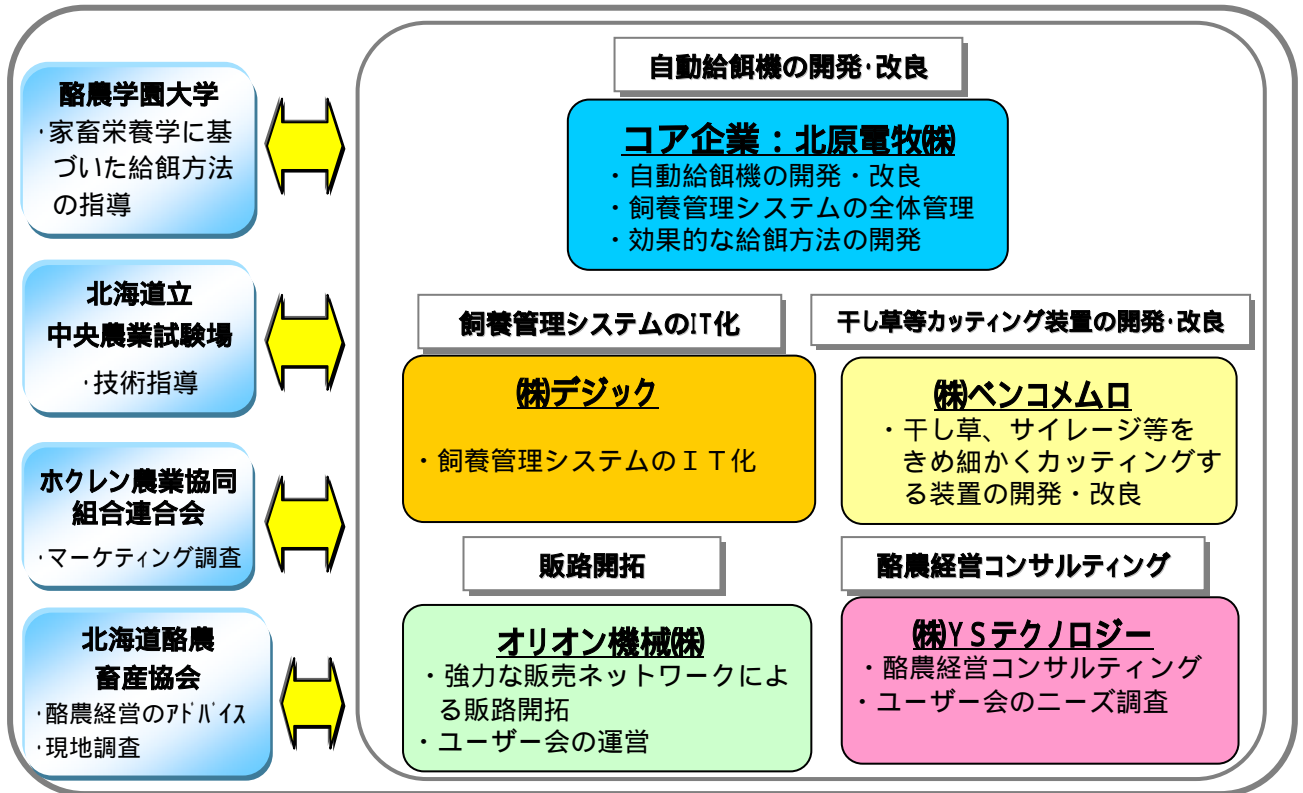 酪農学園大学
・家畜栄養学に基
づいた給餌方法
の指導
北海道立
中央農業試験場
・技術指導
ホクレン農業協同
組合連合会
・マーケティング調査
北海道酪農
畜産協会
・酪農経営のｱﾄﾞﾊﾞｲｽ
・現地調査
自動給餌機の開発・改良
コア企業：北原電牧㈱
・自動給餌機の開発・改良
・飼養管理システムの全体管理
・効果的な給餌方法の開発
飼養管理システムのIT化
㈱デジック
・飼養管理システムのＩＴ化
干し草等カッティング装置の開発・改良
㈱ベンコメムロ
・干し草、サイレージ等を
きめ細かくカッティングす
る装置の開発・改良
販路開拓
オリオン機械㈱
・強力な販売ネットワークによ
る販路開拓
・ユーザー会の運営
酪農経営コンサルティング
㈱ＹＳテクノロジー
・酪農経営コンサルティング
・ユーザー会のニーズ調査